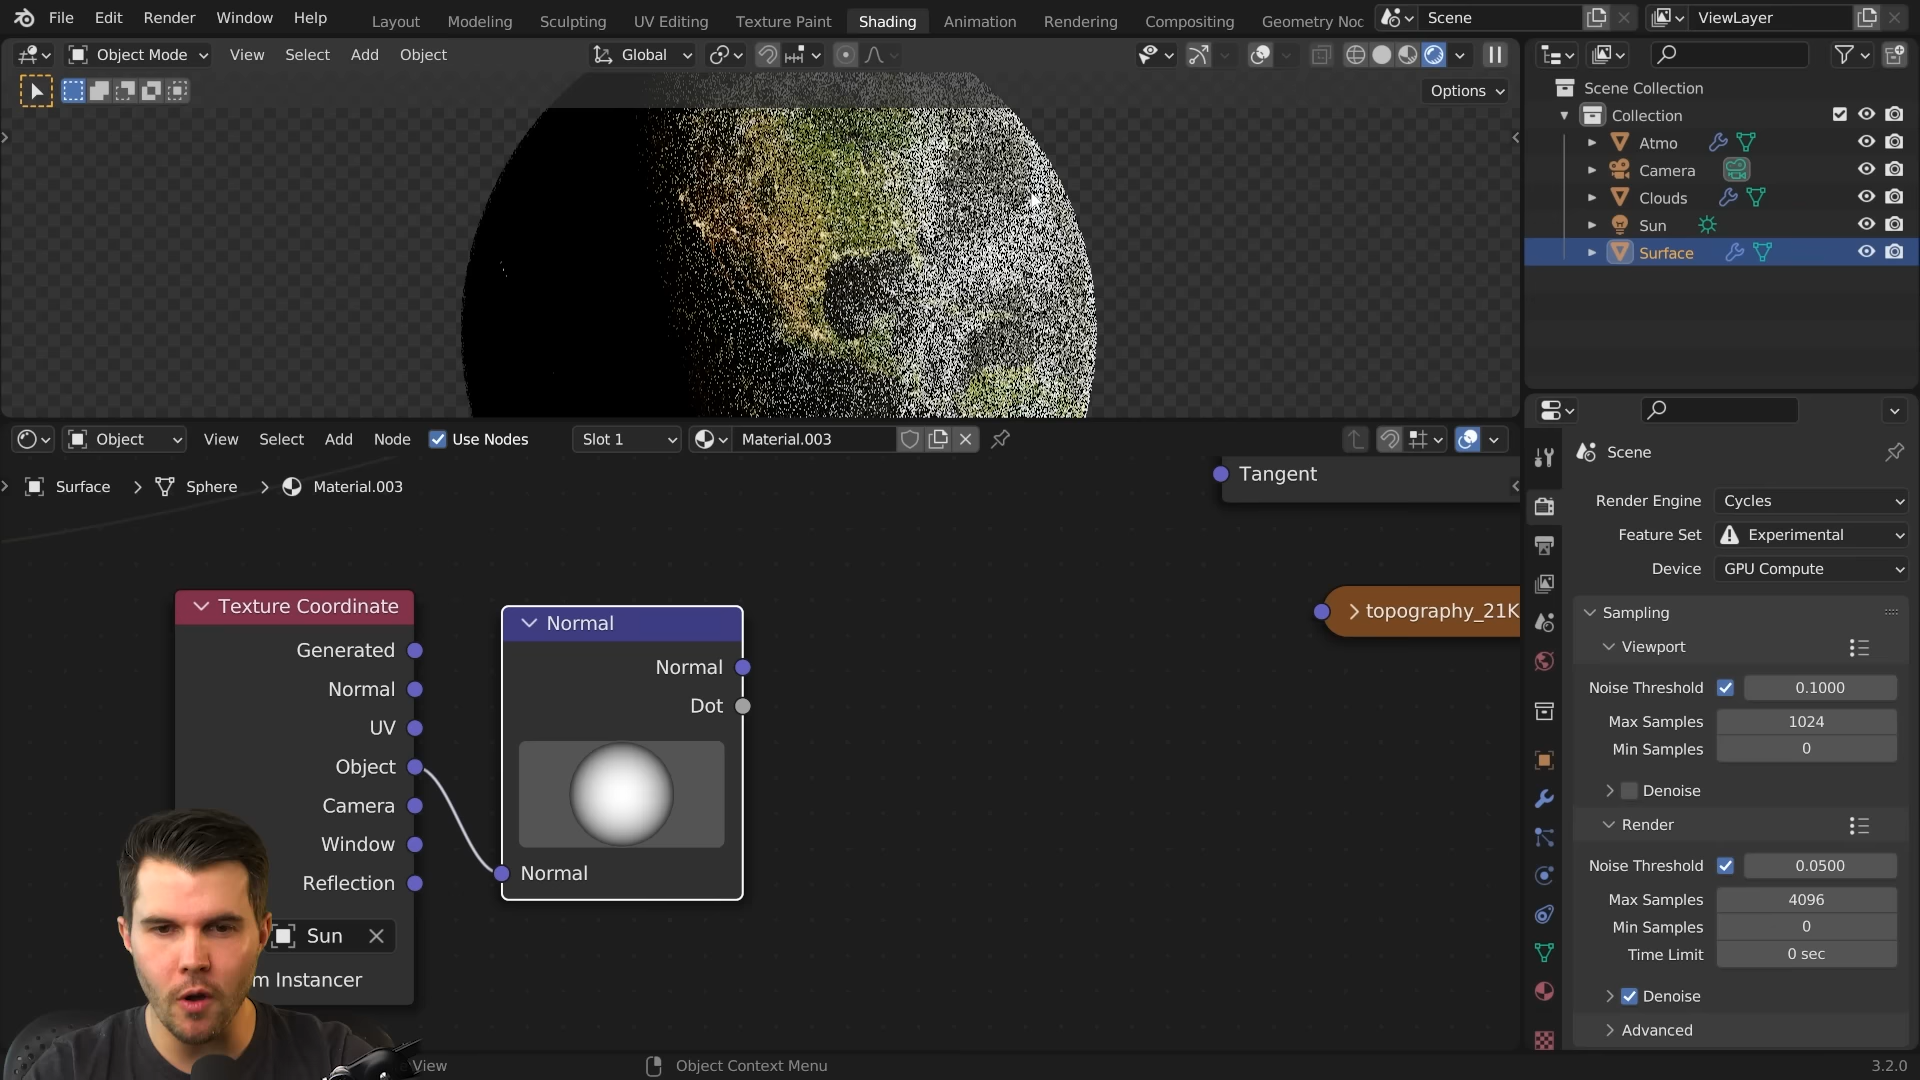 File Edit Render Window Help Layout Modeling Sculpting UV Editing Texture Paint Shading Animation Rendering Compositing Geometry Noc Scene ViewLayer
Object Mode View Select Add Object Global
Options
Scene Collection
Collection
Atmo
Camera
Clouds
Sun
Surface
Object View Select Add Node Use Nodes Slot 1 Material.003
Surface > Sphere > Material.003
Tangent
Texture Coordinate
Generated
Normal
UV
Object
Camera
Window
Reflection
Sun
m Instancer
Normal
Normal
Dot
Normal
topography_21K
Scene
Render Engine Cycles
Feature Set Experimental
Device GPU Compute
Sampling
Viewport
Noise Threshold 0.1000
Max Samples 1024
Min Samples 0
Denoise
Render
Noise Threshold 0.0500
Max Samples 4096
Min Samples 0
Time Limit 0 sec
Denoise
Advanced
View Object Context Menu 3.2.0